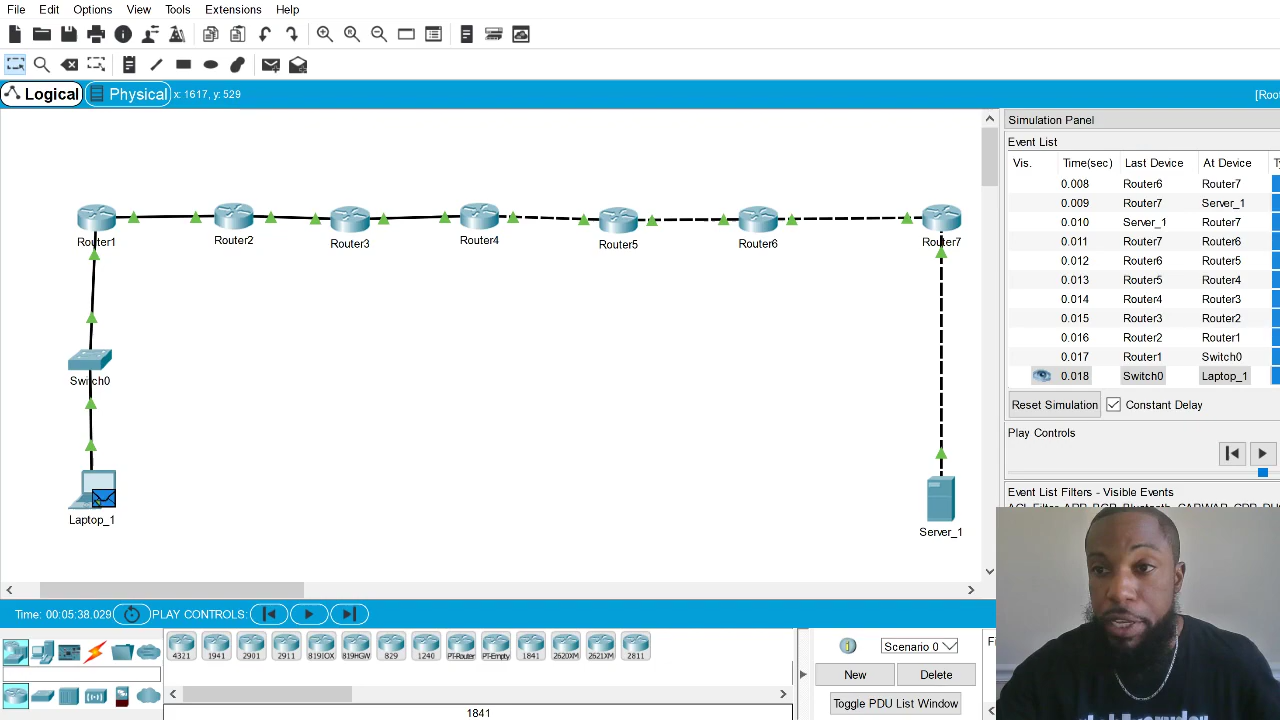 File Edit View Tools Extensions Help
Logical Physical x: 1617, y: 529 [Root
Simulation Panel
Event List
Vis. Time(sec) Last Device At Device
0.008 Router6 Router7
0.009 Router7 Server_1
0.010 Server_1 Router7
0.011 Router7 Router6
0.012 Router6 Router5
0.013 Router5 Router4
0.014 Router4 Router3
0.015 Router3 Router2
0.016 Router2 Router1
0.017 Router1 Switch0
0.018 Switch0 Laptop_1
Reset Simulation Constant Delay
Play Controls
Event List Filters - Visible Events
Router1 Router2 Router3 Router4 Router5 Router6 Router7
Switch0
Laptop_1
Server_1
Time: 00:05:38.029 PLAY CONTROLS:
4321 1941 2901 2911 819IOX 819HGW 829 1240 PT-Router PT-Empty 1841 2620XM 2621XM 2811
1841
Scenario 0
New Delete
Toggle PDU List Window